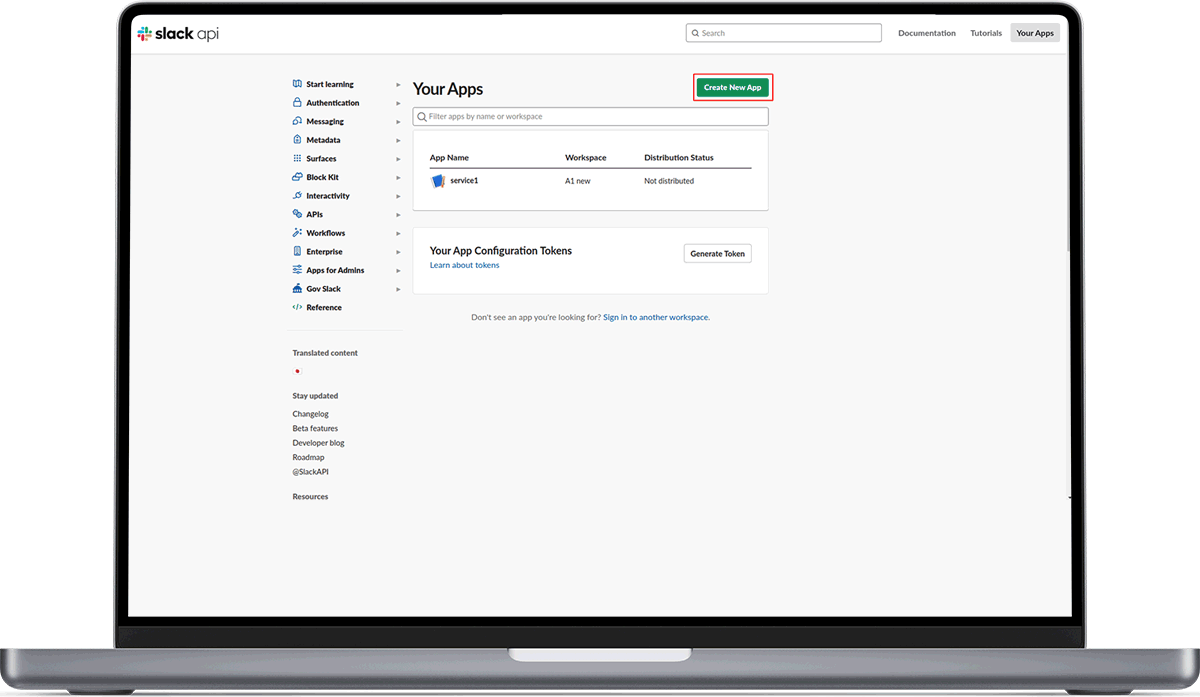 slack api
Search
Documentation
Tutorials
Your Apps
Start learning
Authentication
Messaging
Metadata
Surfaces
Block Kit
Interactivity
APIs
Workflows
Enterprise
Apps for Admins
Gov Slack
Reference
Translated content
Stay updated
Changelog
Beta features
Developer blog
Roadmap
@SlackAPI
Resources
Your Apps
Create New App
Filter apps by name or workspace
App Name Workspace Distribution Status
service1 A1 new Not distributed
Your App Configuration Tokens
Learn about tokens
Generate Token
Don't see an app you're looking for? Sign in to another workspace.